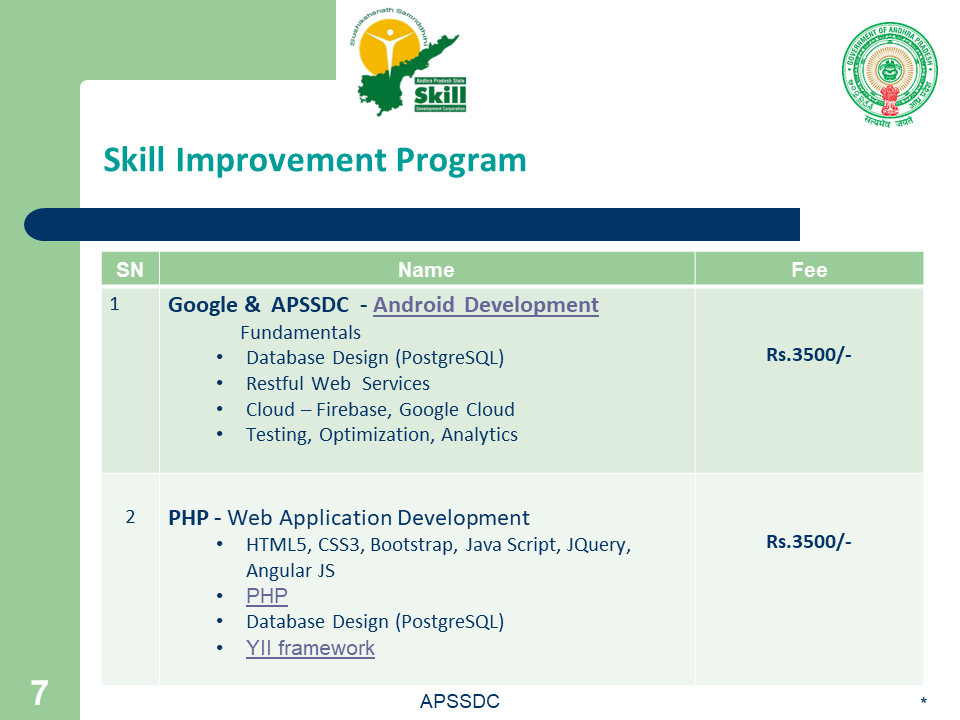 Sushikshanath Samriddhihi
Andhra Pradesh State
Skill
Development Corporation
GOVERNMENT OF ANDHRA PRADESH
सत्यमेव जयते
Skill Improvement Program
SN Name Fee
1 Google & APSSDC - Android Development
Fundamentals
• Database Design (PostgreSQL)
Rs.3500/-
• Restful Web Services
• Cloud – Firebase, Google Cloud
• Testing, Optimization, Analytics
2 PHP - Web Application Development
• HTML5, CSS3, Bootstrap, Java Script, JQuery,
Angular JS
Rs.3500/-
• PHP
• Database Design (PostgreSQL)
• YII framework
7
APSSDC
*